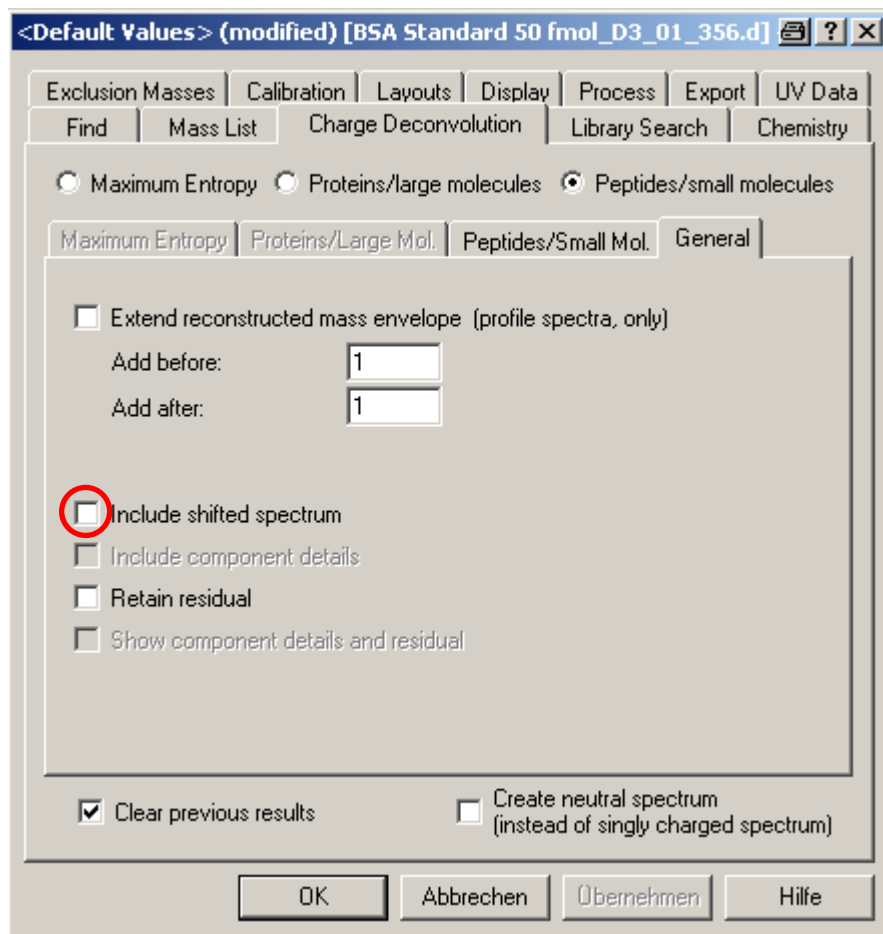 <Default Values> (modified) [BSA Standard 50 fmol_D3_01_356.d]
Exclusion Masses Calibration Layouts Display Process Export UV Data
Find Mass List Charge Deconvolution Library Search Chemistry
Maximum Entropy Proteins/large molecules Peptides/small molecules
Maximum Entropy Proteins/Large Mol. Peptides/Small Mol. General
Extend reconstructed mass envelope (profile spectra, only)
Add before: 1
Add after: 1
Include shifted spectrum
Include component details
Retain residual
Show component details and residual
Clear previous results
Create neutral spectrum
(instead of singly charged spectrum)
OK Abbrechen Übernehmen Hilfe